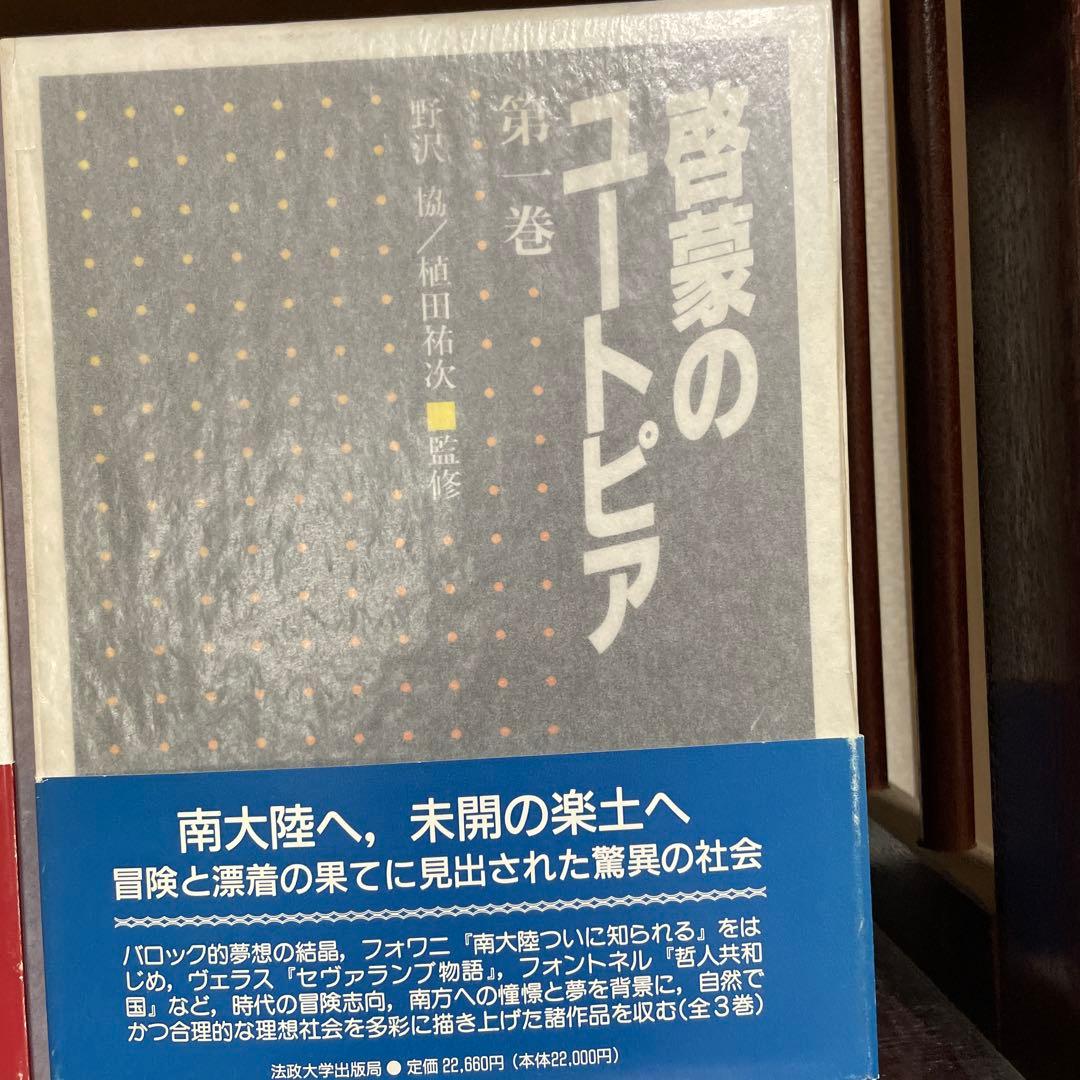 啓蒙の
ユートピア
第一巻
野沢 協／植田祐次■監修
南大陸へ，未開の楽土へ
冒険と漂着の果てに見出された驚異の社会
バロック的夢想の結晶，フォワニ『南大陸ついに知られる』をは
じめ，ヴェラス『セヴァランブ物語』，フォントネル『哲人共和
国』など，時代の冒険志向，南方への憧憬と夢を背景に，自然で
かつ合理的な理想社会を多彩に描き上げた諸作品を収む(全３巻)
法政大学出版局●定価22,660円（本体22,000円）